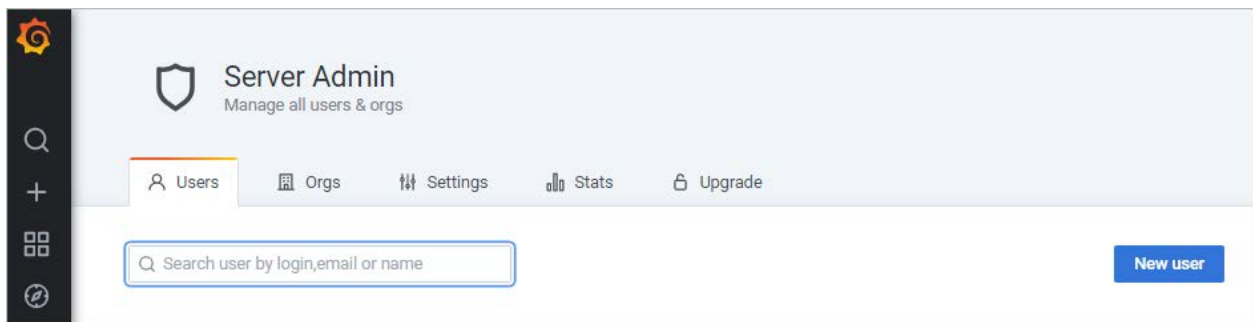 Server Admin
Manage all users & orgs
Users Orgs Settings Stats Upgrade
Search user by login,email or name New user